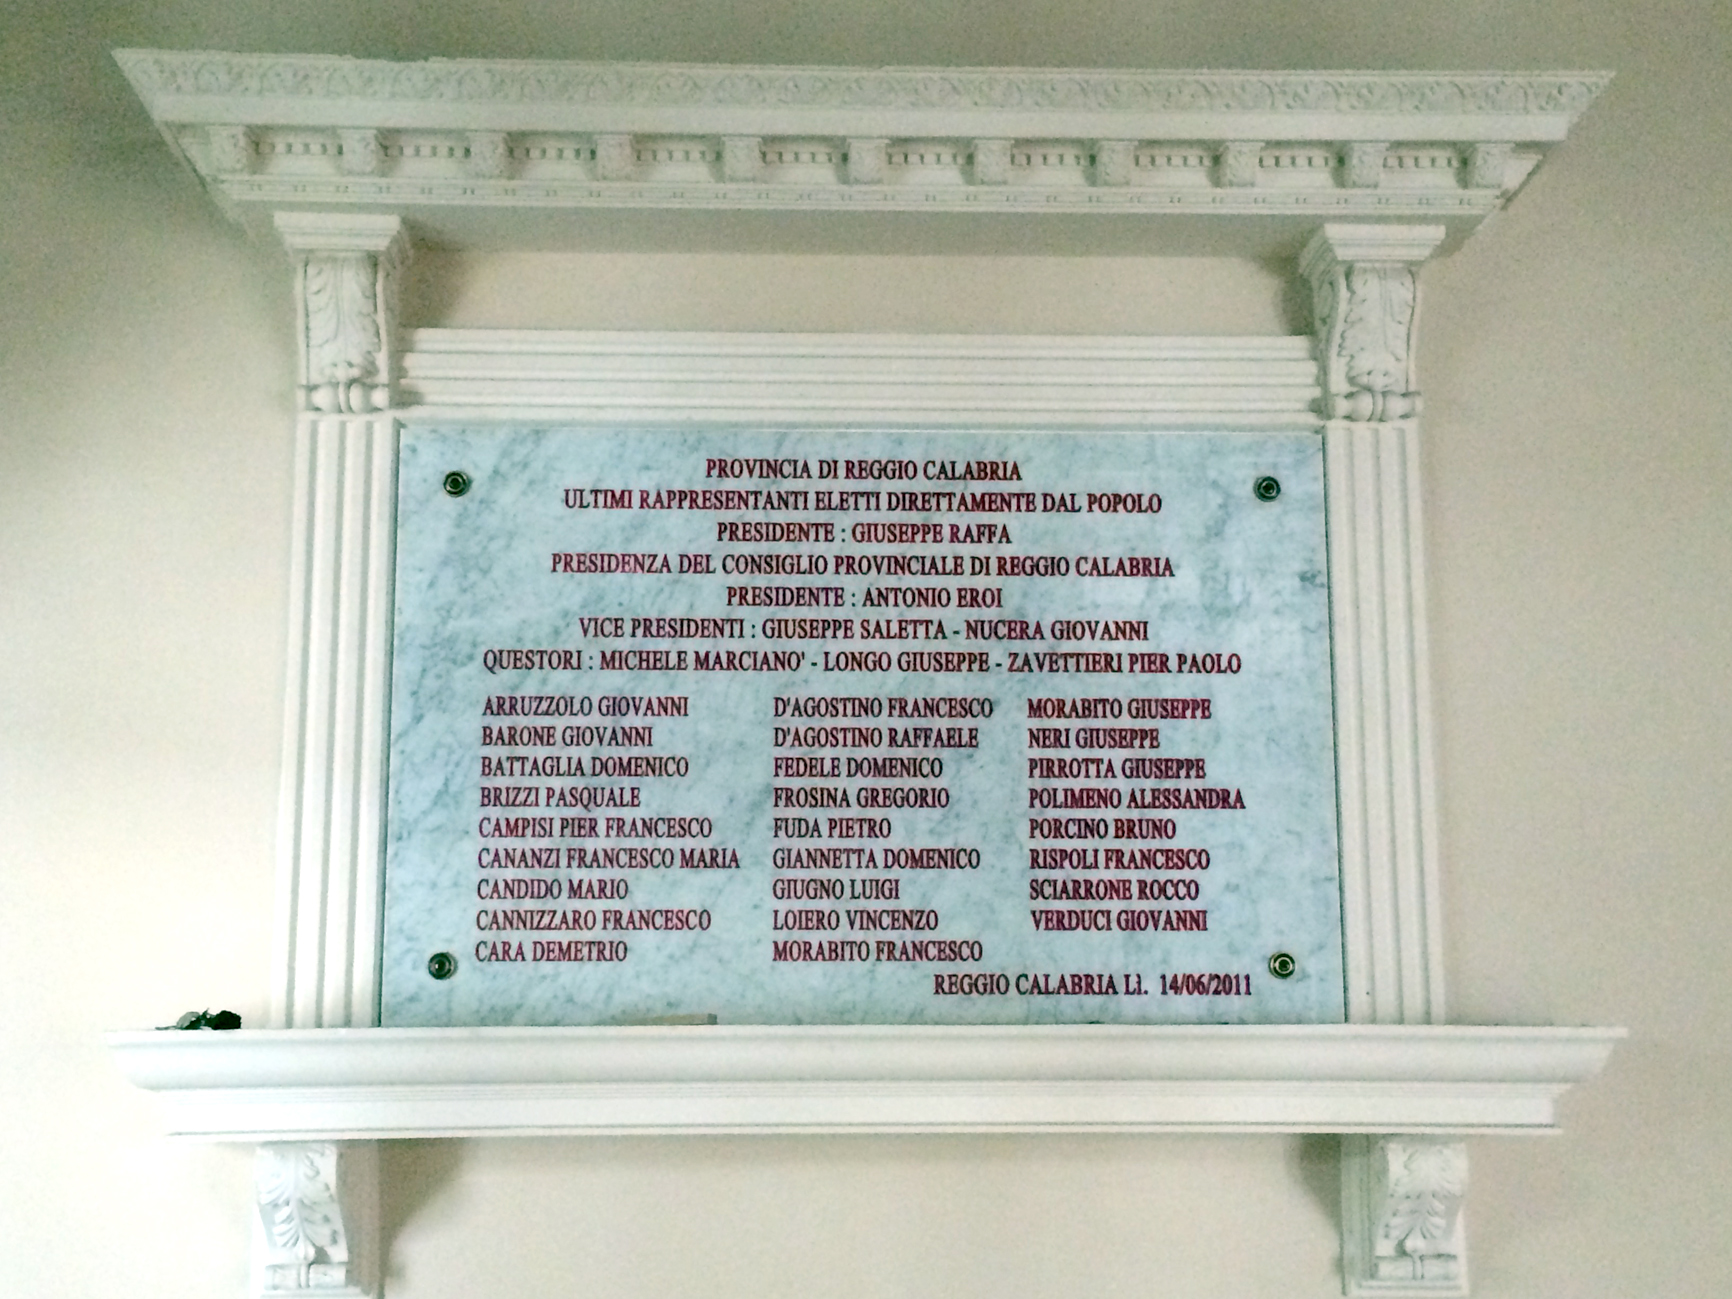 PROVINCIA DI REGGIO CALABRIA
ULTIMI RAPPRESENTANTI ELETTI DIRETTAMENTE DAL POPOLO
PRESIDENTE : GIUSEPPE RAFFA
PRESIDENZA DEL CONSIGLIO PROVINCIALE DI REGGIO CALABRIA
PRESIDENTE : ANTONIO EROI
VICE PRESIDENTI : GIUSEPPE SALETTA - NUCERA GIOVANNI
QUESTORI : MICHELE MARCIANO' - LONGO GIUSEPPE - ZAVETTIERI PIER PAOLO
ARRUZZOLO GIOVANNI
BARONE GIOVANNI
BATTAGLIA DOMENICO
BRIZZI PASQUALE
CAMPISI PIER FRANCESCO
CANANZI FRANCESCO MARIA
CANDIDO MARIO
CANNIZZARO FRANCESCO
CARA DEMETRIO
D'AGOSTINO FRANCESCO
D'AGOSTINO RAFFAELE
FEDELE DOMENICO
FROSINA GREGORIO
FUDA PIETRO
GIANNETTA DOMENICO
GIUGNO LUIGI
LOIERO VINCENZO
MORABITO FRANCESCO
MORABITO GIUSEPPE
NERI GIUSEPPE
PIRROTTA GIUSEPPE
POLIMENO ALESSANDRA
PORCINO BRUNO
RISPOLI FRANCESCO
SCIARRONE ROCCO
VERDUCI GIOVANNI
REGGIO CALABRIA Lì. 14/06/2011